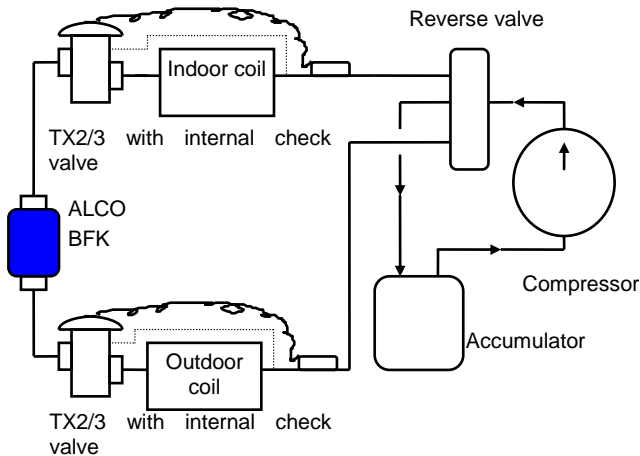 Reverse valve
Indoor coil
TX2/3 with internal check
valve
ALCO
BFK
Compressor
Accumulator
Outdoor
coil
TX2/3 with internal check
valve